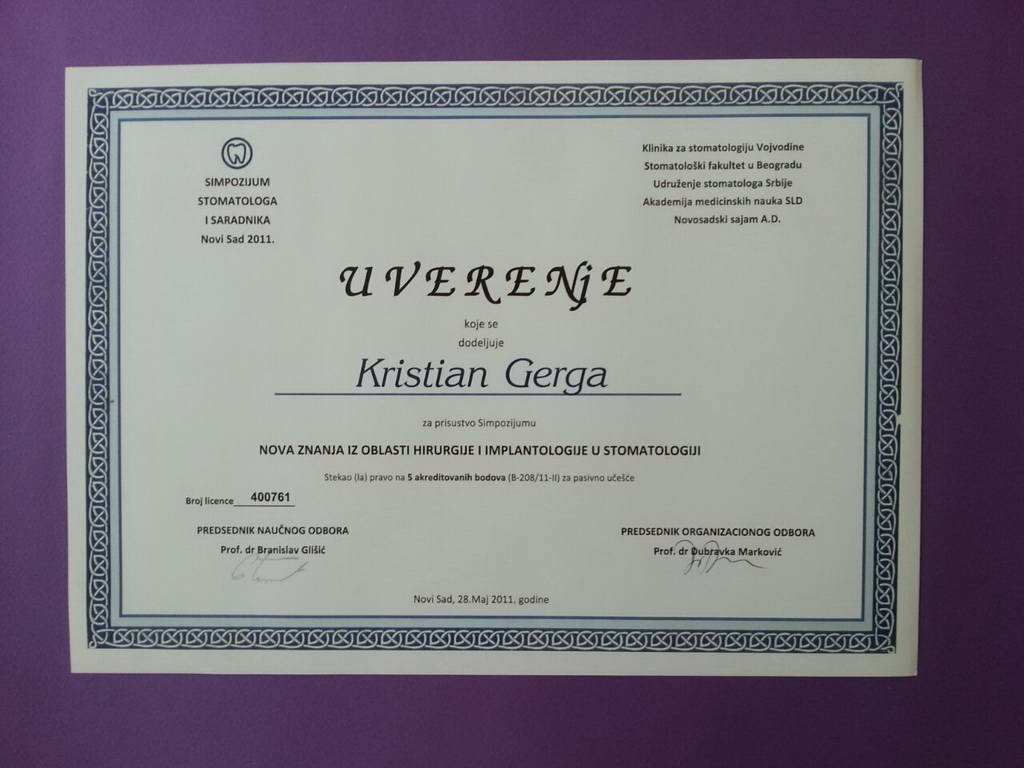 SIMPOZIJUM
STOMATOLOGA
I SARADNIKA
Novi Sad 2011.
Klinika za stomatologiju Vojvodine
Stomatološki fakultet u Beogradu
Udruženje stomatologa Srbije
Akademija medicinskih nauka SLD
Novosadski sajam A.D.
UVERENjE
koje se
dodeljuje
Kristian Gerga
za prisustvo Simpozijumu
NOVA ZNANJA IZ OBLASTI HIRURGIJE I IMPLANTOLOGIJE U STOMATOLOGIJI
Stekao (la) pravo na 5 akreditovanih bodova (B-208/11-II) za pasivno učešće
Broj licence 400761
PREDSEDNIK NAUČNOG ODBORA
Prof. dr Branislav Glišić
PREDSEDNIK ORGANIZACIONOG ODBORA
Prof. dr Dubravka Marković
Novi Sad, 28.Maj 2011. godine